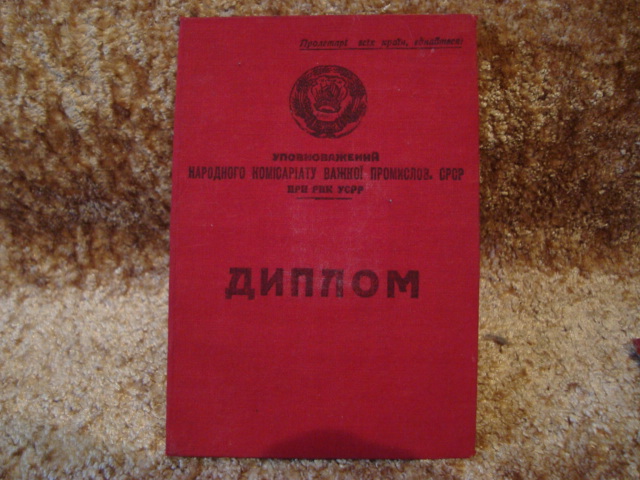 Пролетарі всіх країн, єднайтеся!
УПОВНОВАЖЕНИЙ
НАРОДНОГО КОМІСАРІАТУ ВАЖКОЇ ПРОМИСЛОВ. СРСР
ПРИ РНК УСРР
ДИПЛОМ